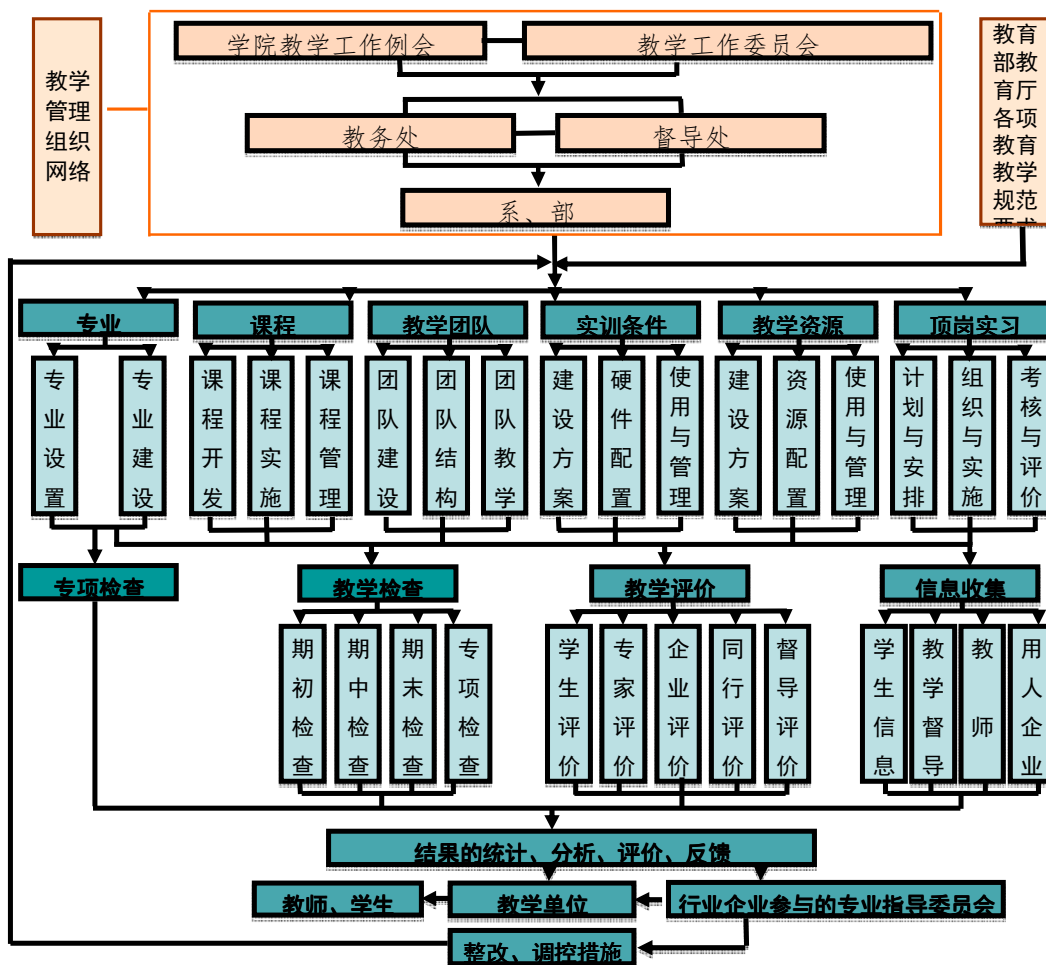 学院教学工作例会
教学工作委员会
教学
管理
组织
网络
教育
部教
育厅
各项
教育
教学
规范
要求
教务处
督导处
系、部
专业
课程
教学团队
实训条件
教学资源
顶岗实习
专业设置
专业建设
课程开发
课程实施
课程管理
团队建设
团队结构
团队教学
建设方案
硬件配置
使用与管理
建设方案
资源配置
使用与管理
计划与安排
组织与实施
考核与评价
专项检查
教学检查
教学评价
信息收集
期初检查
期中检查
期末检查
专项检查
学生评价
专家评价
企业评价
同行评价
督导评价
学生信息
教学督导
教师
用人企业
结果的统计、分析、评价、反馈
教师、学生
教学单位
行业企业参与的专业指导委员会
整改、调控措施